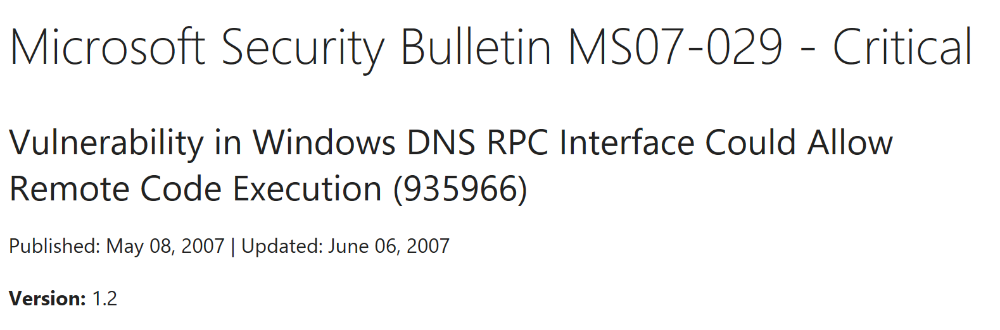 Microsoft Security Bulletin MS07-029 - Critical
Vulnerability in Windows DNS RPC Interface Could Allow
Remote Code Execution (935966)
Published: May 08, 2007 | Updated: June 06, 2007
Version: 1.2